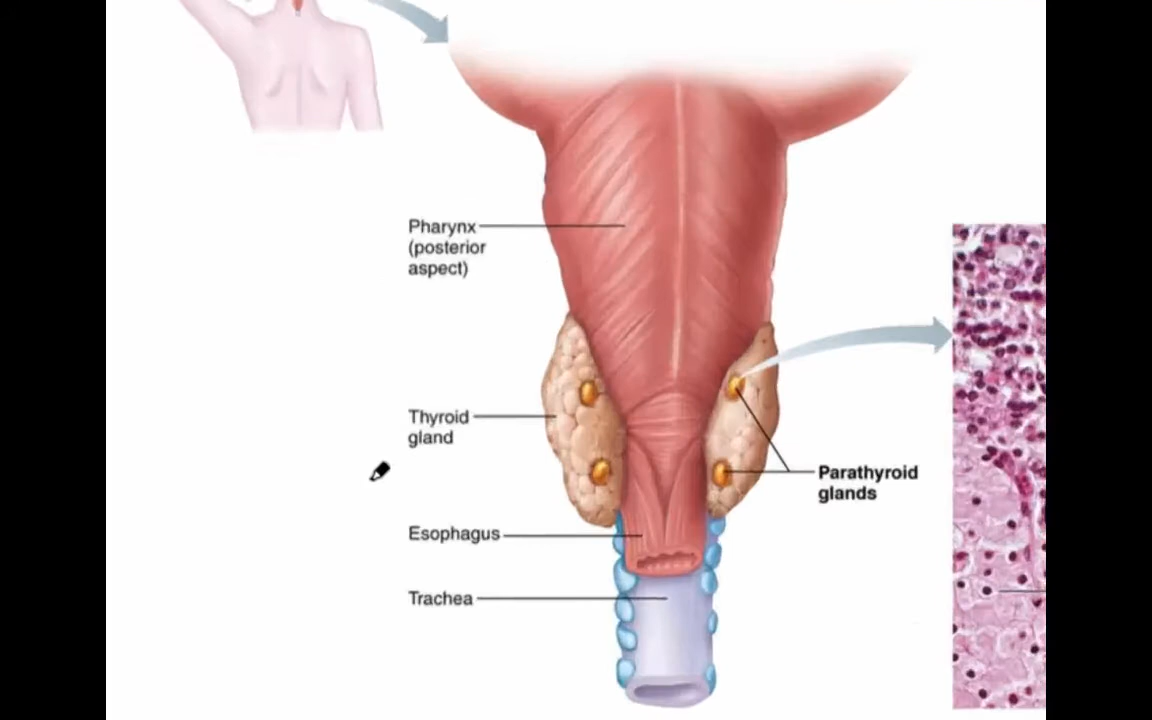 Pharynx
(posterior
aspect)
Thyroid
gland
Parathyroid
glands
Esophagus
Trachea